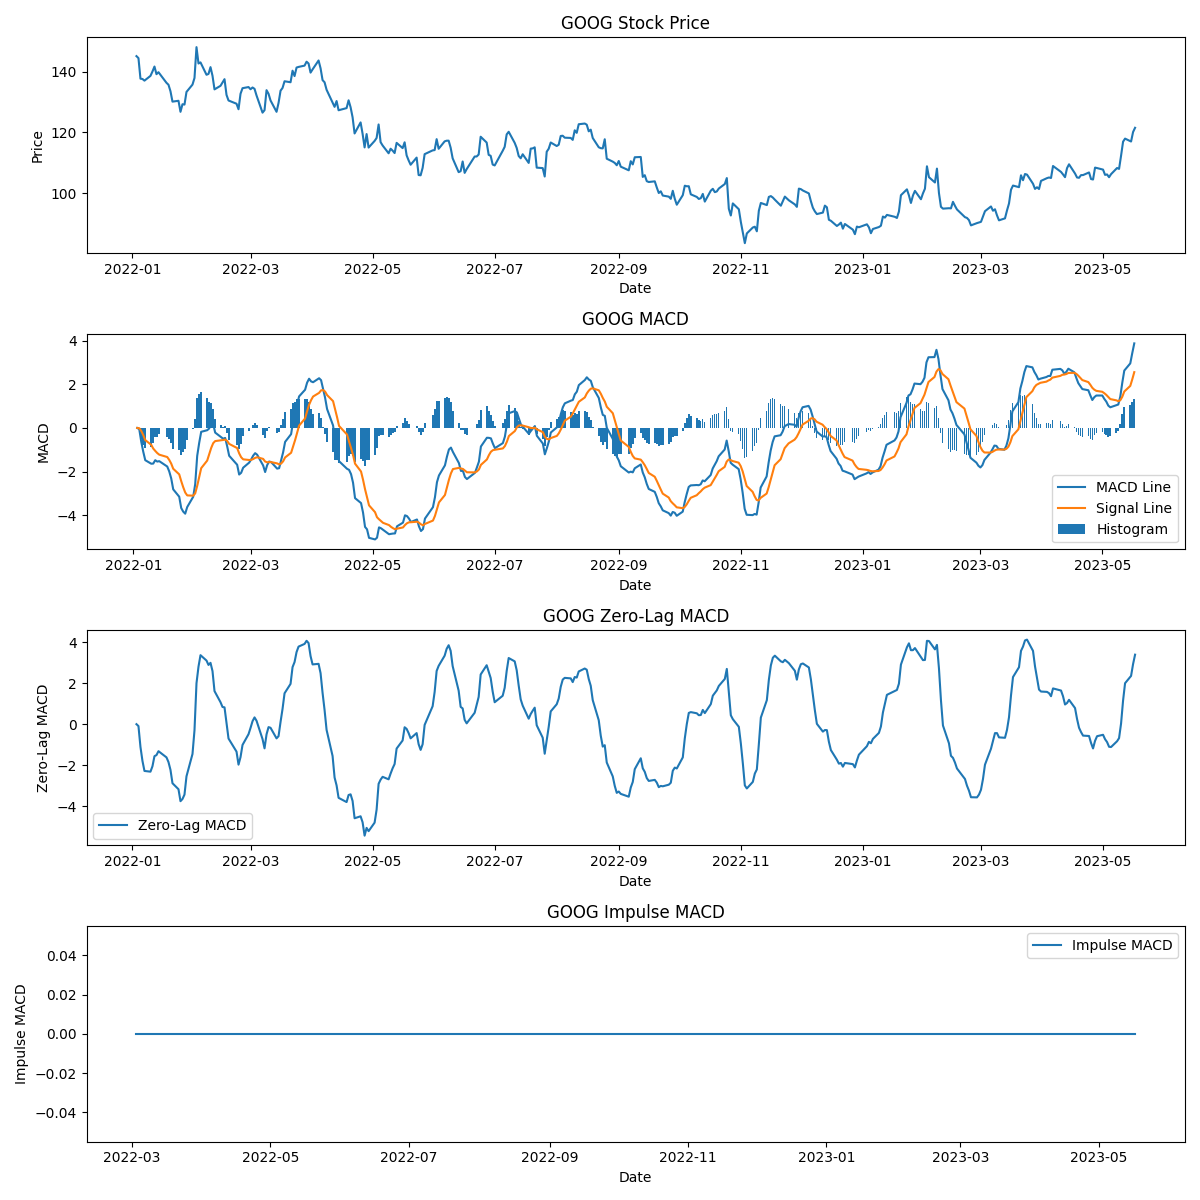 GOOG Stock Price
140
120
100
Price
2022-01 2022-03 2022-05 2022-07 2022-09 2022-11 2023-01 2023-03 2023-05
Date
GOOG MACD
4
2
0
−2
−4
MACD
MACD Line
Signal Line
Histogram
2022-01 2022-03 2022-05 2022-07 2022-09 2022-11 2023-01 2023-03 2023-05
Date
GOOG Zero-Lag MACD
4
2
0
−2
−4
Zero-Lag MACD
Zero-Lag MACD
2022-01 2022-03 2022-05 2022-07 2022-09 2022-11 2023-01 2023-03 2023-05
Date
GOOG Impulse MACD
0.04
0.02
0.00
−0.02
−0.04
Impulse MACD
Impulse MACD
2022-03 2022-05 2022-07 2022-09 2022-11 2023-01 2023-03 2023-05
Date